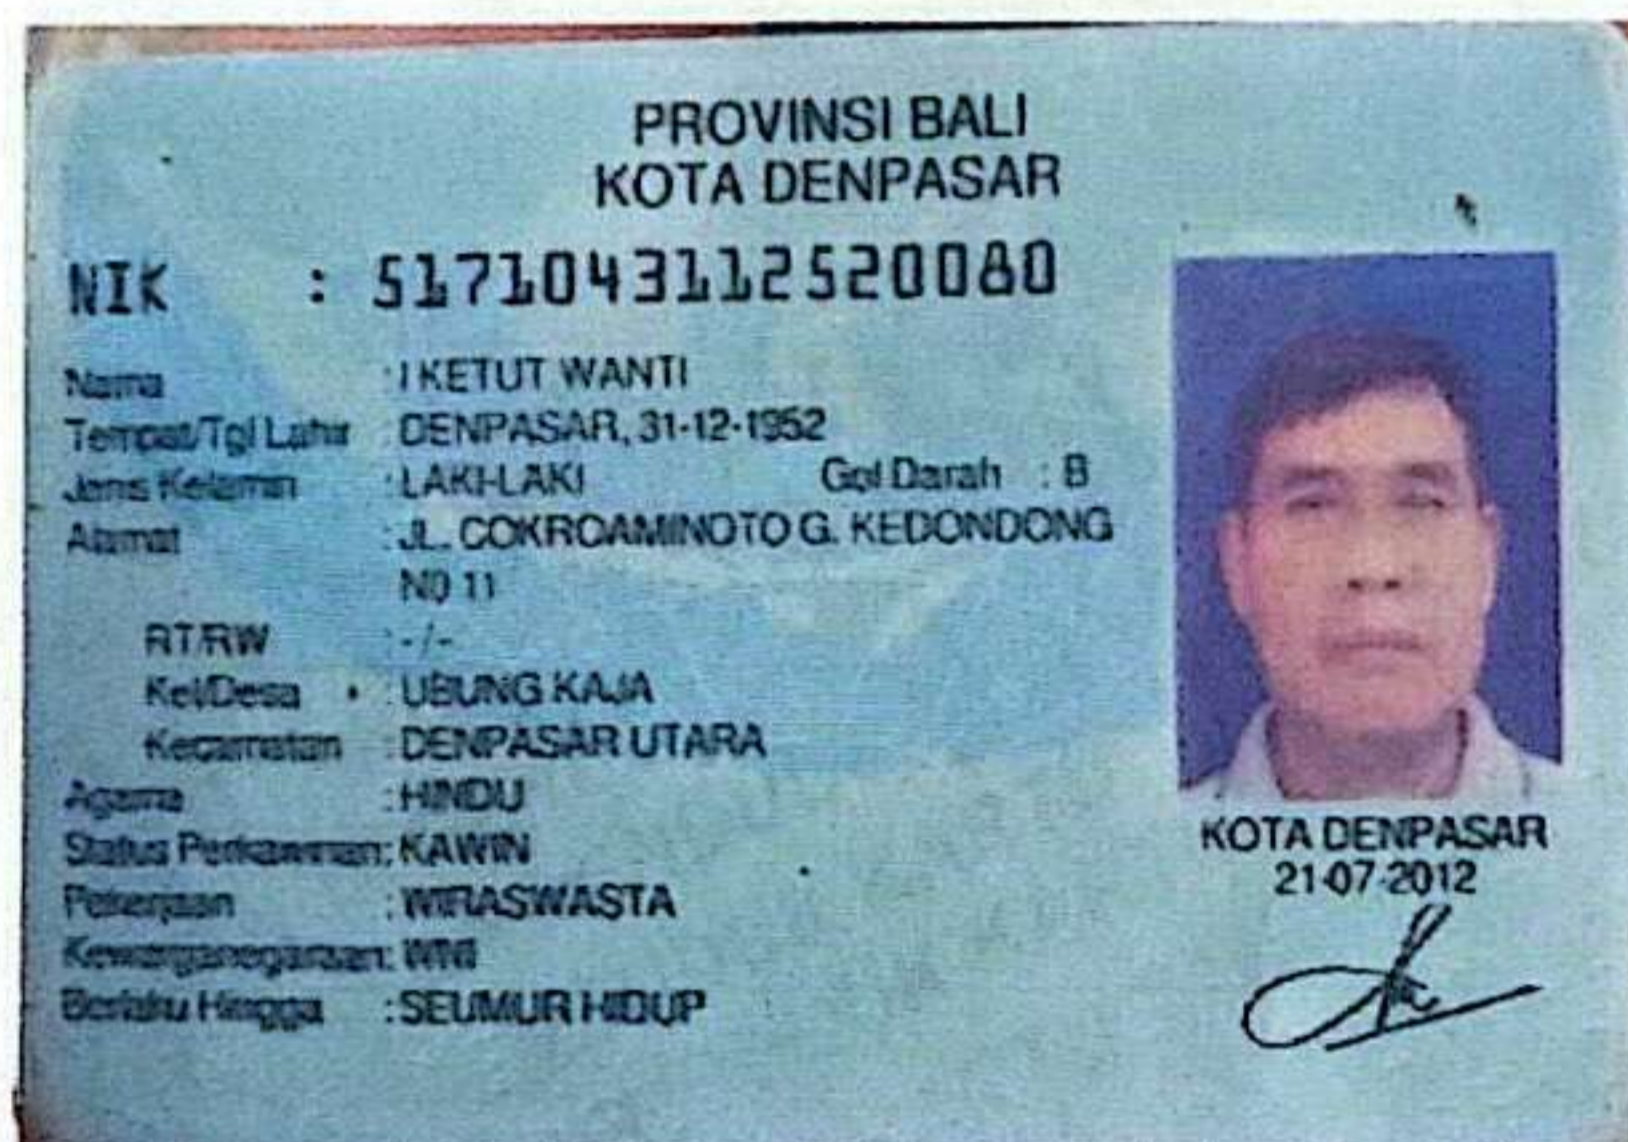 PROVINSI BALI
KOTA DENPASAR
NIK : 5171043112520080
Nama : I KETUT WANTI
Tempat/Tgl Lahir : DENPASAR, 31-12-1952
Jenis Kelamin : LAKI-LAKI Gol Darah : B
Alamat : JL. COKROAMINOTO G. KEDONDONG
NO 11
RT/RW : -/-
Kel/Desa : UBUNG KAJA
Kecamatan : DENPASAR UTARA
Agama : HINDU
Status Perkawinan: KAWIN
Pekerjaan : WIRASWASTA
Kewarganegaraan: WNI
Berlaku Hingga : SEUMUR HIDUP
KOTA DENPASAR
21-07-2012